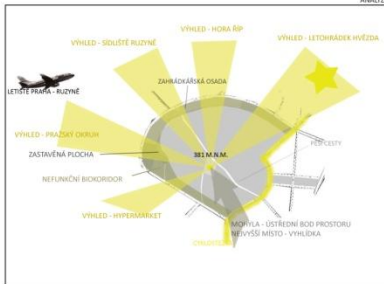 ANALÝZ
VÝHLED - HORA ŘÍP
VÝHLED - LETOHRÁDEK HVĚZDA
VÝHLED - SÍDLIŠTĚ RUZYNĚ
ZAHRÁDKÁŘSKÁ OSADA
LETIŠTĚ PRAHA - RUZYNĚ
VÝHLED - PRAŽSKÝ OKRUH
PĚŠÍ CESTY
ZASTAVĚNÁ PLOCHA
381 M.N.M.
NEFUNKČNÍ BIOKORIDOR
VÝHLED - HYPERMARKET
MOHYLA - ÚSTŘEDNÍ BOD PROSTORU
NEJVYŠŠÍ MÍSTO - VYHLÍDKA